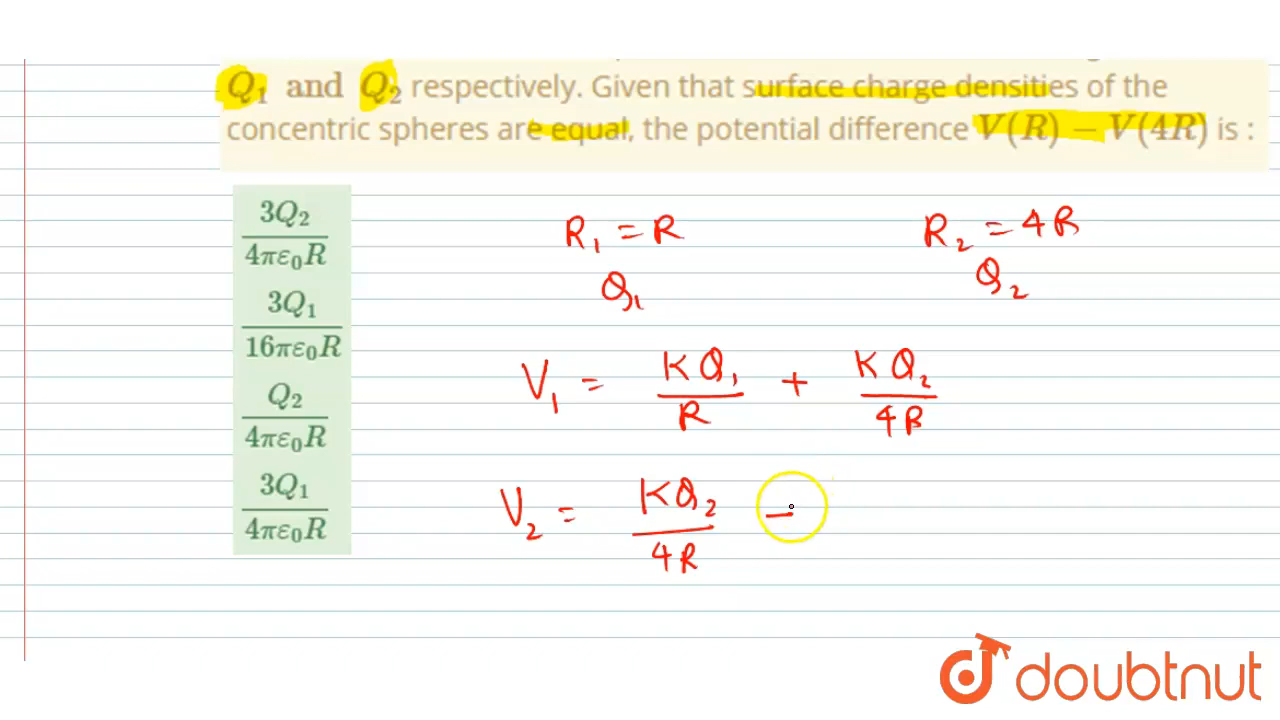 Q₁ and Q₂ respectively. Given that surface charge densities of the
concentric spheres are equal, the potential difference V(R) − V(4R) is :
3Q₂/4πε₀R
3Q₁/16πε₀R
Q₂/4πε₀R
3Q₁/4πε₀R
R₁ = R
R₂ = 4R
Q₁
Q₂
V₁ = KQ₁/R + KQ₂/4R
V₂ = KQ₂/4R –
doubtnut